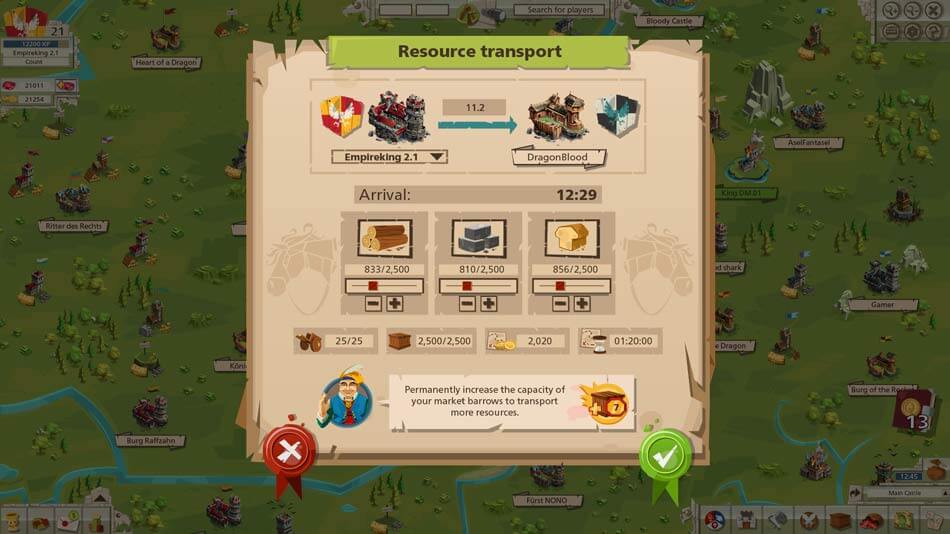 21
12200 XP
Empireking 2.1
Count
21011
21254
Search for players
Bloody Castle
Heart of a Dragon
Resource transport
11.2
Empireking 2.1
DragonBlood
AselFantasei
King DM 01
Arrival:
12:29
Ritter des Rechts
833/2,500
810/2,500
856/2,500
d shark
Gamer
25/25
2,500/2,500
2,020
01:20:00
e Dragon
Permanently increase the capacity of
your market barrows to transport
more resources.
7
Burg of the
13
Burg Raffzahn
12:45
Main Castle
Fürst NONO